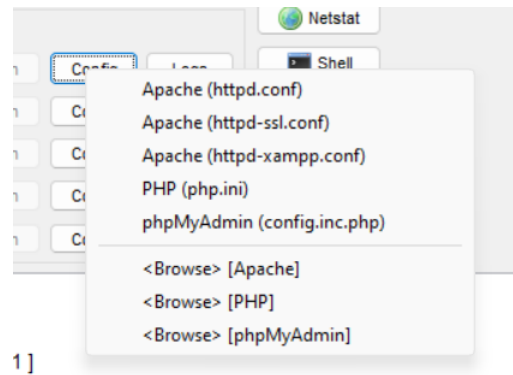 Netstat
Shell
Config
Logs
Apache (httpd.conf)
Apache (httpd-ssl.conf)
Apache (httpd-xampp.conf)
PHP (php.ini)
phpMyAdmin (config.inc.php)
<Browse> [Apache]
<Browse> [PHP]
<Browse> [phpMyAdmin]
1 ]